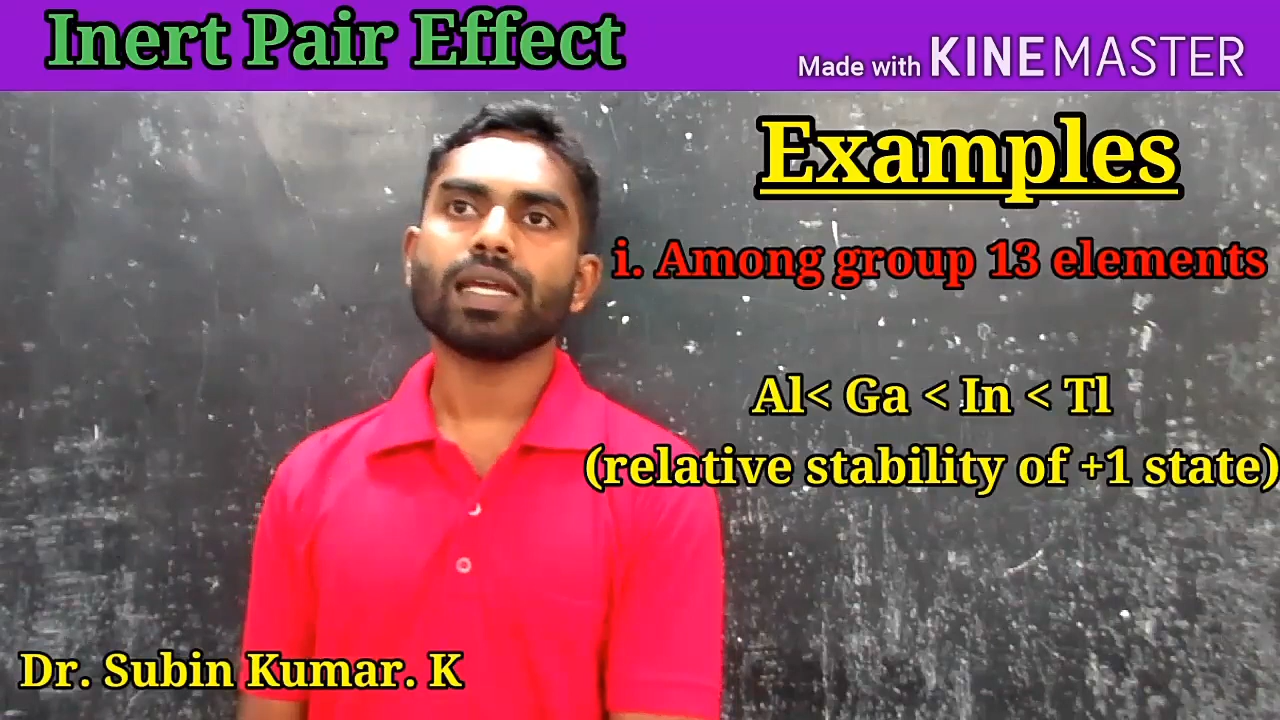 Inert Pair Effect
Made with KINEMASTER
Examples
i. Among group 13 elements
Al< Ga < In < Tl
(relative stability of +1 state)
Dr. Subin Kumar. K